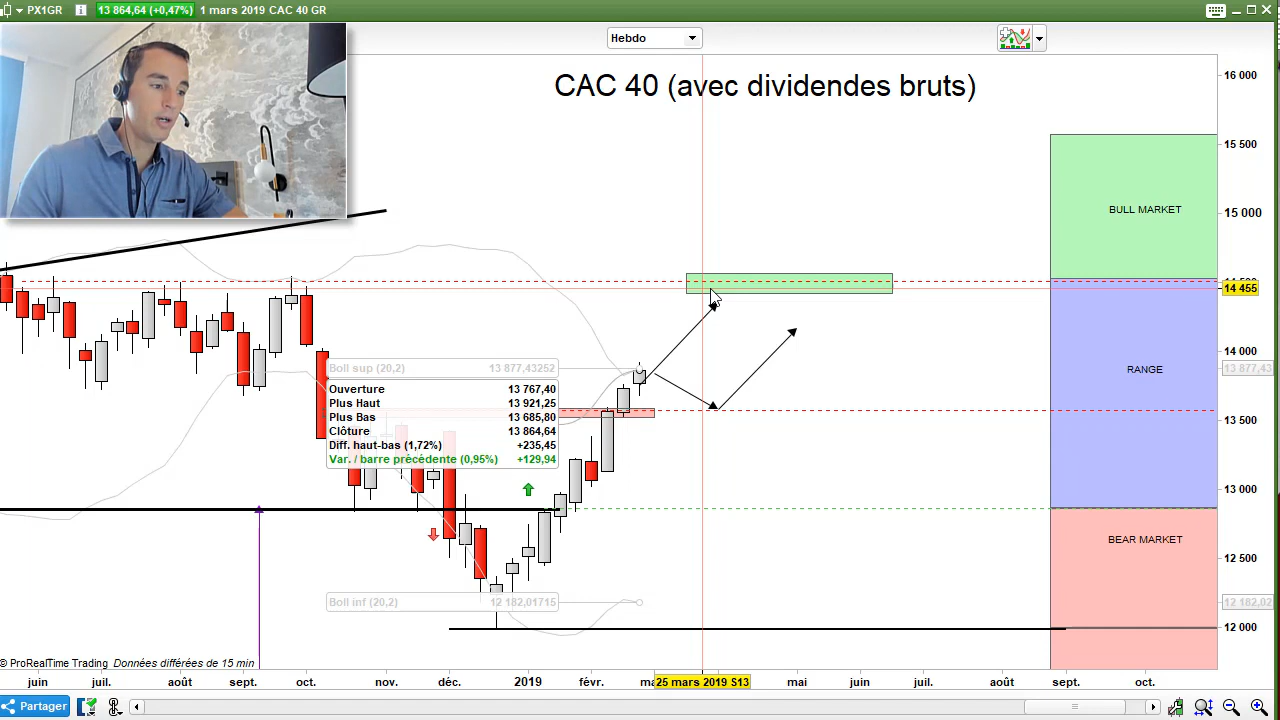 PX1GR
13 864,64 (+0,47%)
1 mars 2019 CAC 40 GR
Hebdo
CAC 40 (avec dividendes bruts)
16 000
15 500
15 000
14 455
14 000
13 877,43
13 500
13 000
12 500
12 182,02
12 000
BULL MARKET
RANGE
BEAR MARKET
Boll sup (20,2) 13 877,43252
Ouverture 13 767,40
Plus Haut 13 921,25
Plus Bas 13 685,80
Clôture 13 864,64
Diff. haut-bas (1,72%) +235,45
Var. / barre précédente (0,95%) +129,94
Boll inf (20,2) 12 182,01715
© ProRealTime Trading Données différées de 15 min
juin juil. août sept. oct. nov. déc. 2019 févr. 25 mars 2019 S13 mai juin juil. août sept. oct.
Partager